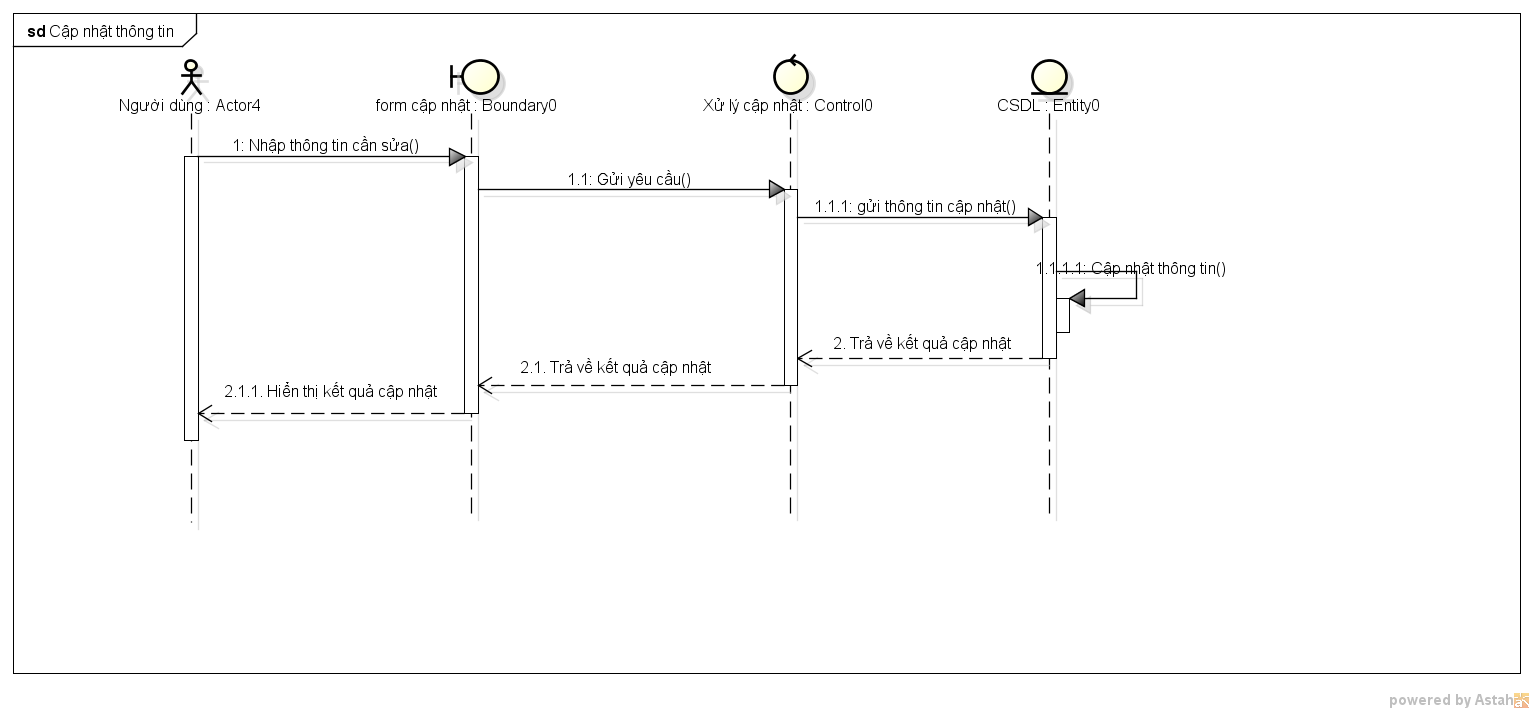 sd Cập nhật thông tin
Người dùng : Actor4
form cập nhật : Boundary0
Xử lý cập nhật : Control0
CSDL : Entity0
1: Nhập thông tin cần sửa()
1.1: Gửi yêu cầu()
1.1.1: gửi thông tin cập nhật()
1.1.1.1: Cập nhật thông tin()
2. Trả về kết quả cập nhật
2.1. Trả về kết quả cập nhật
2.1.1. Hiển thị kết quả cập nhật
powered by Astah